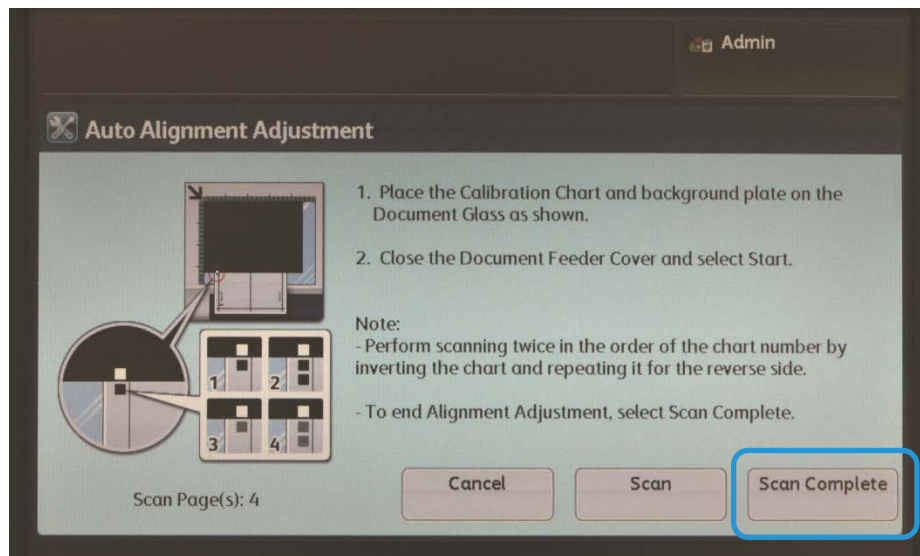 Admin
Auto Alignment Adjustment
1. Place the Calibration Chart and background plate on the
Document Glass as shown.
2. Close the Document Feeder Cover and select Start.
Note:
- Perform scanning twice in the order of the chart number by
inverting the chart and repeating it for the reverse side.
- To end Alignment Adjustment, select Scan Complete.
1
2
3
4
Scan Page(s): 4
Cancel
Scan
Scan Complete